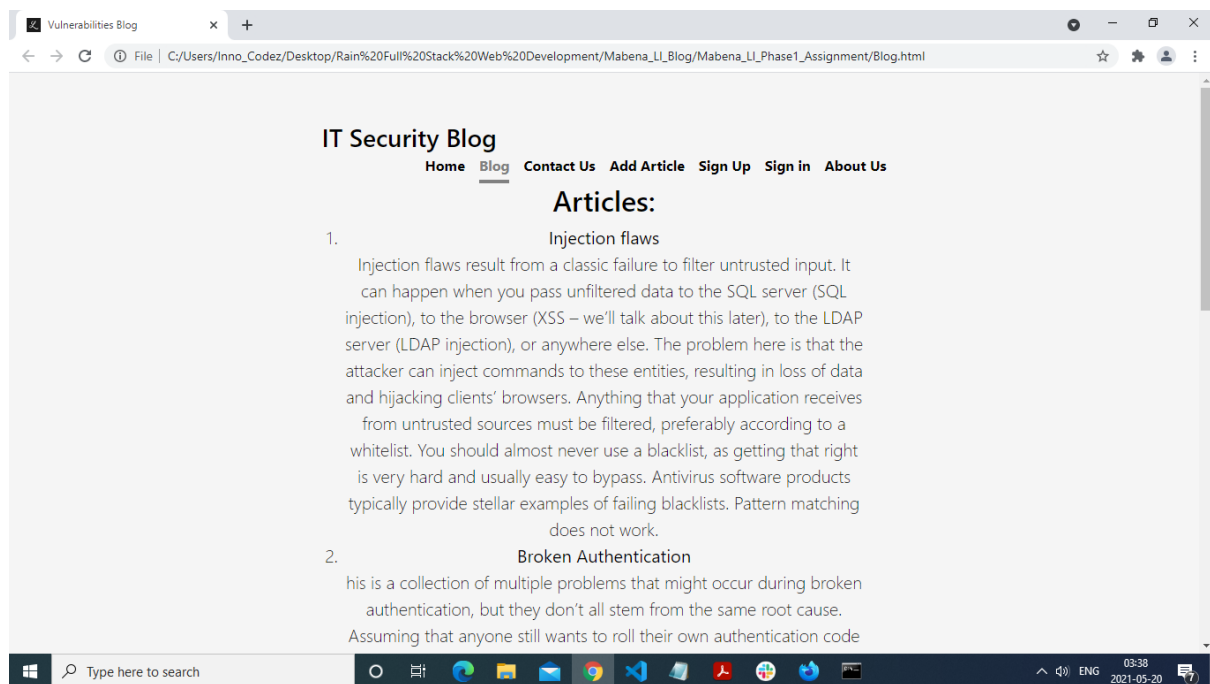 Vulnerabilities Blog
File | C:/Users/Inno_Codez/Desktop/Rain%20Full%20Stack%20Web%20Development/Mabena_LI_Blog/Mabena_LI_Phase1_Assignment/Blog.html
IT Security Blog
Home Blog Contact Us Add Article Sign Up Sign in About Us
Articles:
1. Injection flaws
Injection flaws result from a classic failure to filter untrusted input. It
can happen when you pass unfiltered data to the SQL server (SQL
injection), to the browser (XSS – we’ll talk about this later), to the LDAP
server (LDAP injection), or anywhere else. The problem here is that the
attacker can inject commands to these entities, resulting in loss of data
and hijacking clients’ browsers. Anything that your application receives
from untrusted sources must be filtered, preferably according to a
whitelist. You should almost never use a blacklist, as getting that right
is very hard and usually easy to bypass. Antivirus software products
typically provide stellar examples of failing blacklists. Pattern matching
does not work.
2. Broken Authentication
his is a collection of multiple problems that might occur during broken
authentication, but they don’t all stem from the same root cause.
Assuming that anyone still wants to roll their own authentication code
Type here to search
ENG
03:38
2021-05-20
7